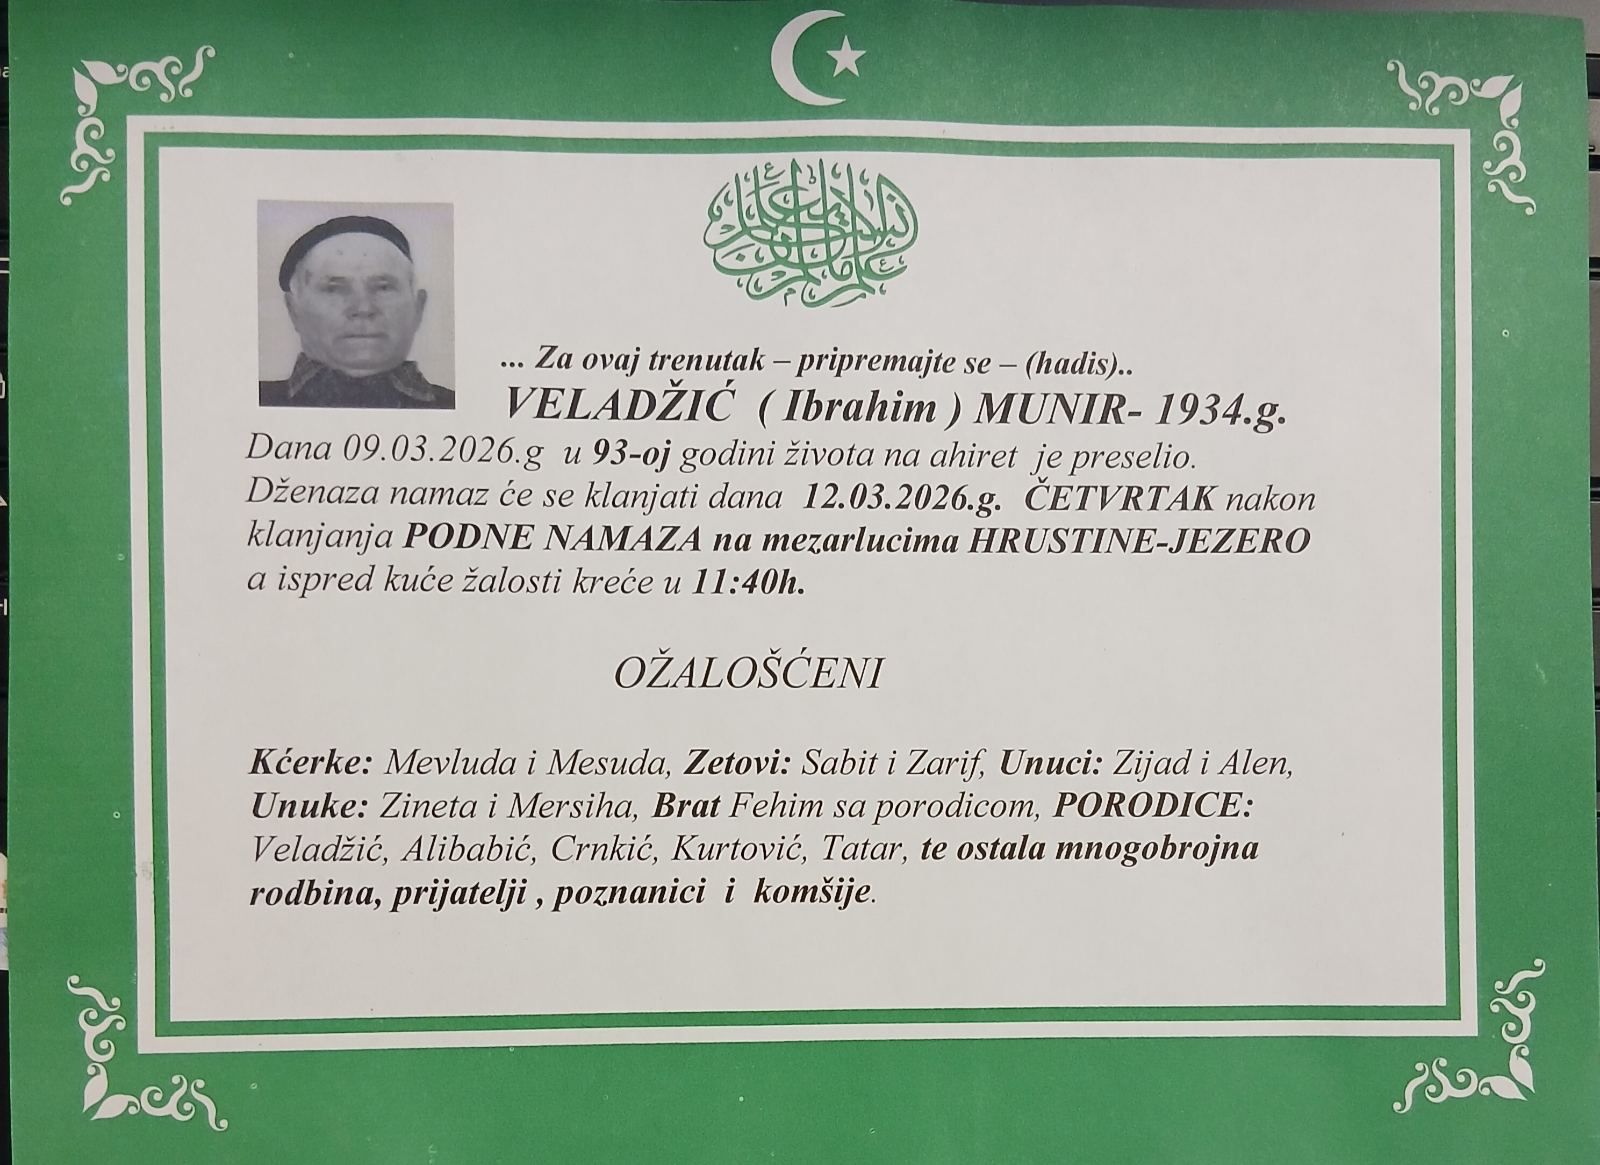 ... Za ovaj trenutak – pripremajte se – (hadis)..
VELADŽIĆ ( Ibrahim ) MUNIR- 1934.g.
Dana 09.03.2026.g u 93-oj godini života na ahiret je preselio.
Dženaza namaz će se klanjati dana 12.03.2026.g. ČETVRTAK nakon
klanjanja PODNE NAMAZA na mezarlucima HRUSTINE-JEZERO
a ispred kuće žalosti kreće u 11:40h.
OŽALOŠĆENI
Kćerke: Mevluda i Mesuda, Zetovi: Sabit i Zarif, Unuci: Zijad i Alen,
Unuke: Zineta i Mersiha, Brat Fehim sa porodicom, PORODICE:
Veladžić, Alibabić, Crnkić, Kurtović, Tatar, te ostala mnogobrojna
rodbina, prijatelji , poznanici i komšije.